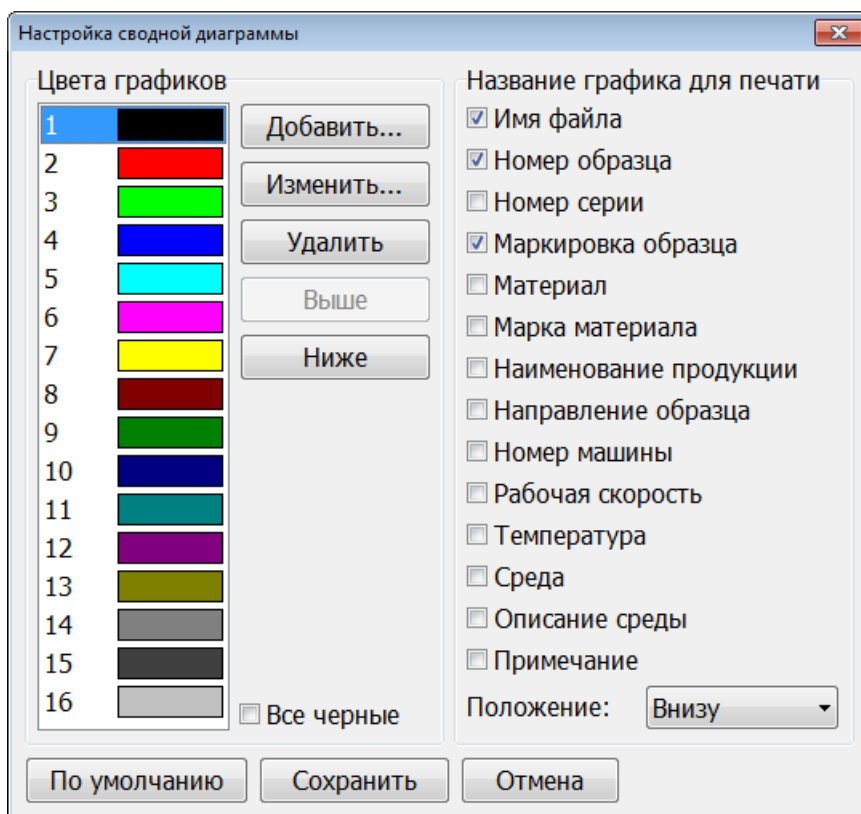 Настройка сводной диаграммы
Цвета графиков
1
2
3
4
5
6
7
8
9
10
11
12
13
14
15
16
Добавить...
Изменить...
Удалить
Выше
Ниже
Все черные
Название графика для печати
Имя файла
Номер образца
Номер серии
Маркировка образца
Материал
Марка материала
Наименование продукции
Направление образца
Номер машины
Рабочая скорость
Температура
Среда
Описание среды
Примечание
Положение: Внизу
По умолчанию Сохранить Отмена